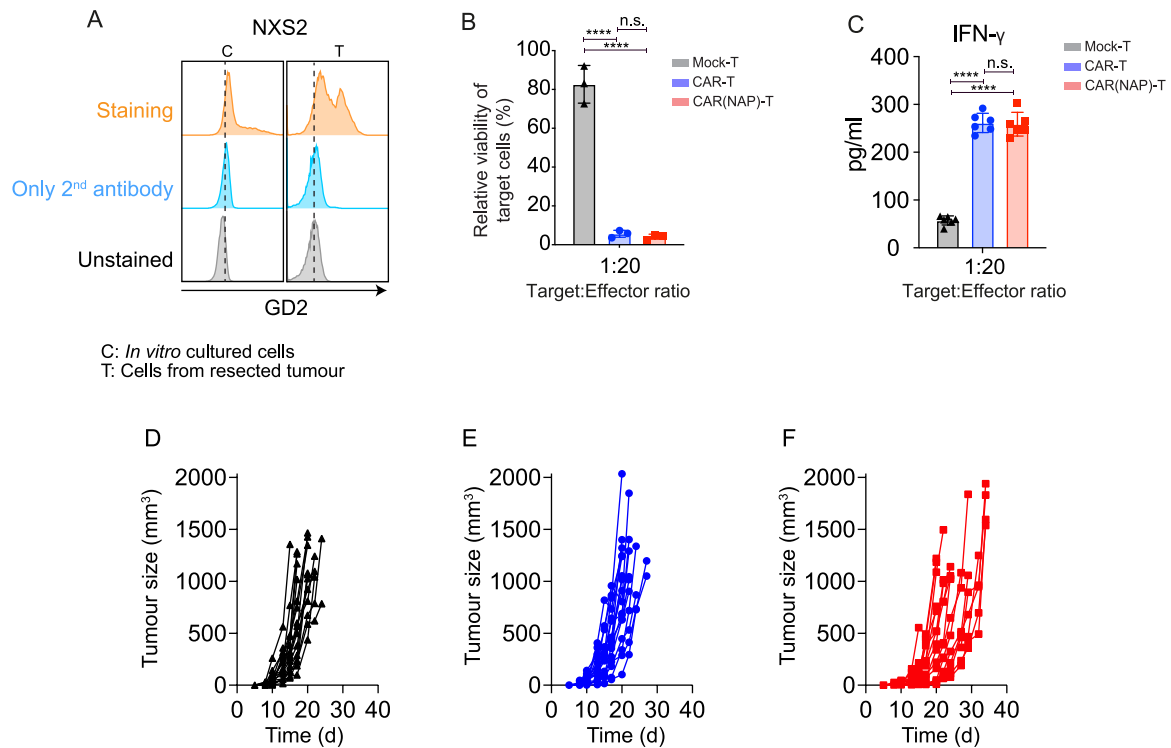 A
NXS2
C
T
Staining
Only 2nd antibody
Unstained
GD2
C: In vitro cultured cells
T: Cells from resected tumour
B
n.s.
****
****
Relative viability of
target cells (%)
100
80
60
40
20
0
1:20
Target:Effector ratio
Mock-T
CAR-T
CAR(NAP)-T
C
IFN-γ
n.s.
****
****
pg/ml
400
300
200
100
0
1:20
Target:Effector ratio
Mock-T
CAR-T
CAR(NAP)-T
D
Tumour size (mm3)
2000
1500
1000
500
0
0 10 20 30 40
Time (d)
E
Tumour size (mm3)
2000
1500
1000
500
0
0 10 20 30 40
Time (d)
F
Tumour size (mm3)
2000
1500
1000
500
0
0 10 20 30 40
Time (d)